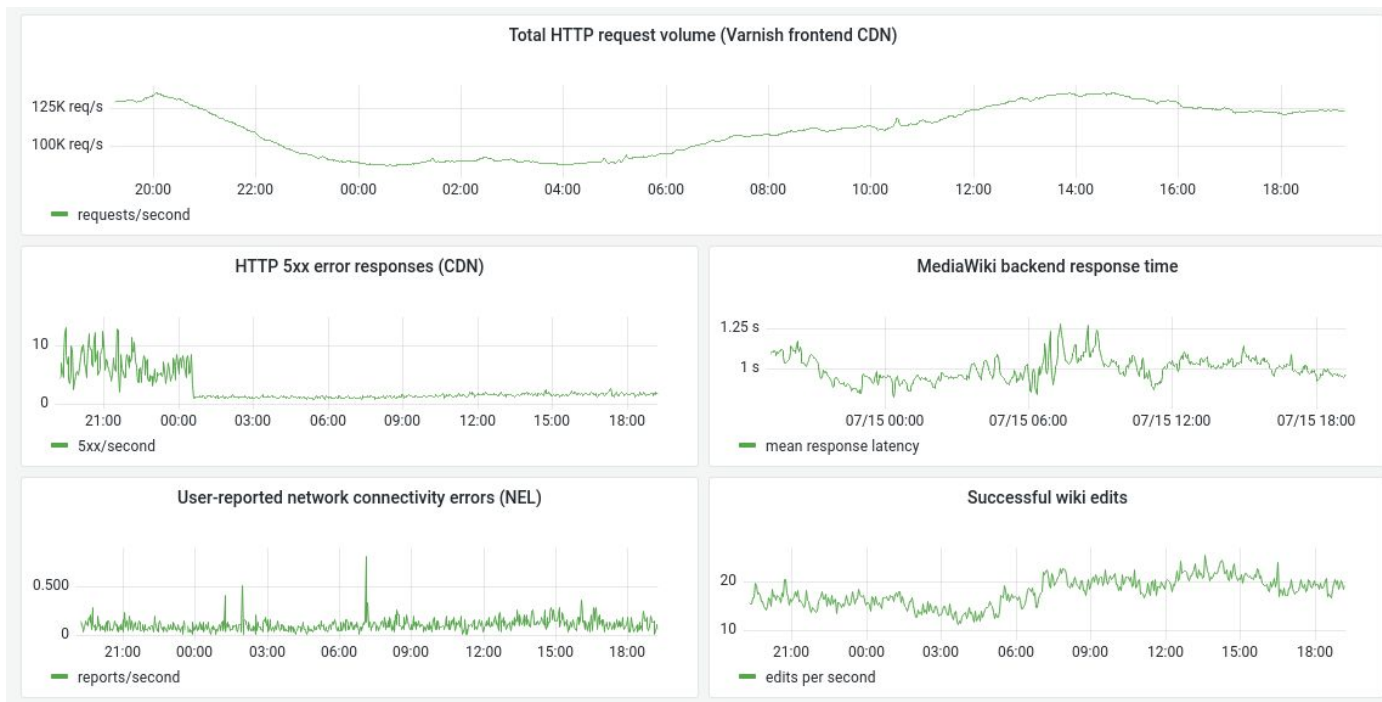 Total HTTP request volume (Varnish frontend CDN)
125K req/s
100K req/s
20:00 22:00 00:00 02:00 04:00 06:00 08:00 10:00 12:00 14:00 16:00 18:00
requests/second
HTTP 5xx error responses (CDN)
10
0
21:00 00:00 03:00 06:00 09:00 12:00 15:00 18:00
5xx/second
MediaWiki backend response time
1.25 s
1 s
07/15 00:00 07/15 06:00 07/15 12:00 07/15 18:00
mean response latency
User-reported network connectivity errors (NEL)
0.500
0
21:00 00:00 03:00 06:00 09:00 12:00 15:00 18:00
reports/second
Successful wiki edits
20
10
21:00 00:00 03:00 06:00 09:00 12:00 15:00 18:00
edits per second